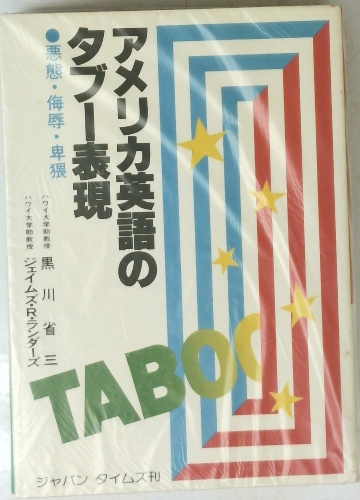 アメリカ英語の
タブー表現
●悪態・侮辱・卑猥
ハワイ大学助教授 黒川省三
ハワイ大学助教授 ジェイムズ・R・ランダーズ
TABOO
ジャパン タイムズ刊